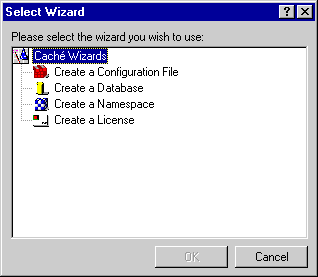 Select Wizard
Please select the wizard you wish to use:
Caché Wizards
Create a Configuration File
Create a Database
Create a Namespace
Create a License
OK
Cancel